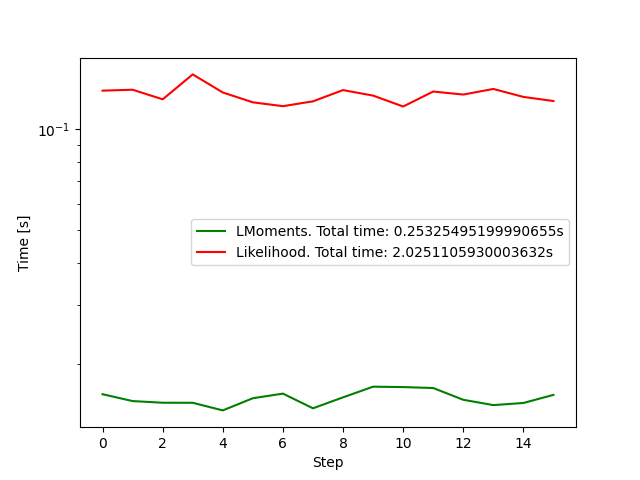 10⁻¹
Time [s]
LMoments. Total time: 0.25325495199990655s
Likelihood. Total time: 2.0251105930003632s
0 2 4 6 8 10 12 14
Step